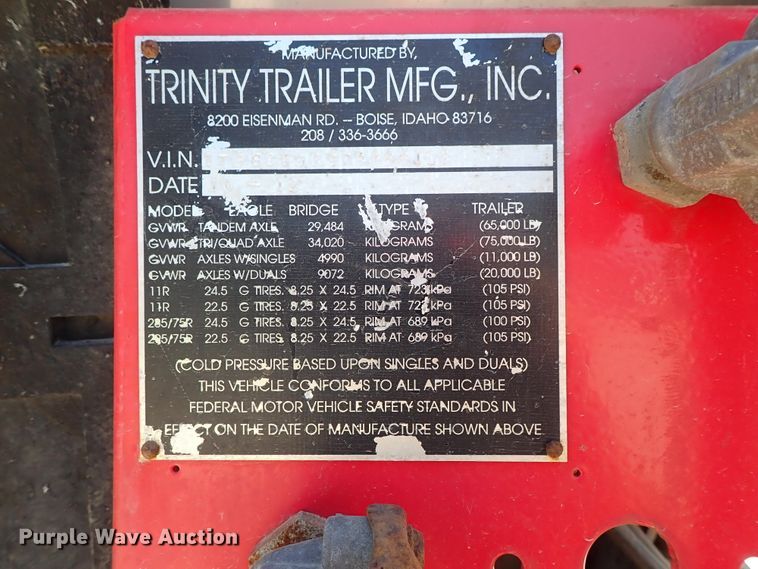 MANUFACTURED BY,
TRINITY TRAILER MFG., INC.
8200 EISENMAN RD. -- BOISE, IDAHO 83716
208 / 336-3666
V.I.N.
DATE
MODEL EAGLE BRIDGE TYPE TRAILER
GVWR TANDEM AXLE 29,484 KILOGRAMS (65,000 LB)
GVWR TRI/QUAD AXLE 34,020 KILOGRAMS (75,000 LB)
GVWR AXLES W/SINGLES 4990 KILOGRAMS (11,000 LB)
GVWR AXLES W/DUALS 9072 KILOGRAMS (20,000 LB)
11R 24.5 G TIRES. 8.25 X 24.5 RIM AT 723 kPa (105 PSI)
11R 22.5 G TIRES. 8.25 X 22.5 RIM AT 723 kPa (105 PSI)
285/75R 24.5 G TIRES. 8.25 X 24.5 RIM AT 689 kPa (100 PSI)
285/75R 22.5 G TIRES. 8.25 X 22.5 RIM AT 689 kPa (105 PSI)
(COLD PRESSURE BASED UPON SINGLES AND DUALS)
THIS VEHICLE CONFORMS TO ALL APPLICABLE
FEDERAL MOTOR VEHICLE SAFETY STANDARDS IN
EFFECT ON THE DATE OF MANUFACTURE SHOWN ABOVE
Purple Wave Auction